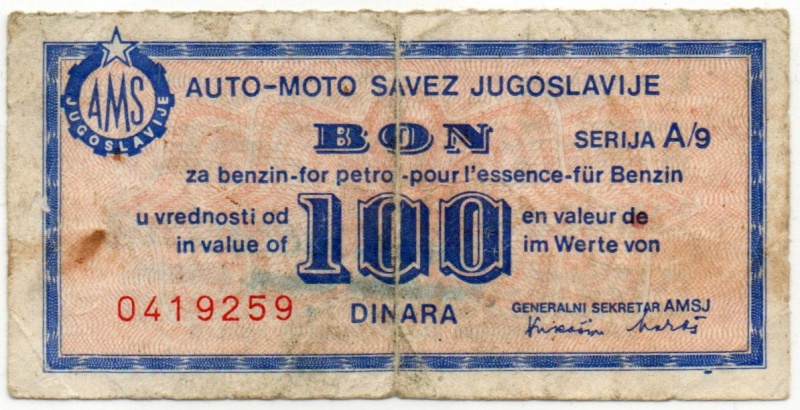 AMS
JUGOSLAVIJE
AUTO-MOTO SAVEZ JUGOSLAVIJE
BON
SERIJA A/9
za benzin-for petrol-pour l'essence-für Benzin
u vrednosti od
in value of
100
en valeur de
im Werte von
0419259
DINARA
GENERALNI SEKRETAR AMSJ